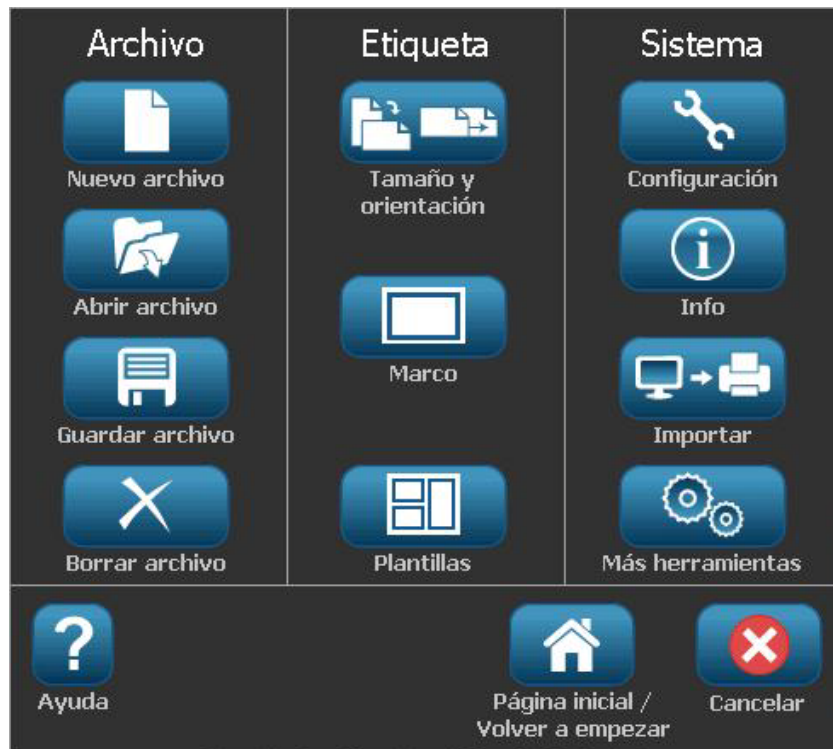 Archivo
Nuevo archivo
Abrir archivo
Guardar archivo
Borrar archivo
Etiqueta
Tamaño y
orientación
Marco
Plantillas
Sistema
Configuración
Info
Importar
Más herramientas
Ayuda
Página inicial /
Volver a empezar
Cancelar